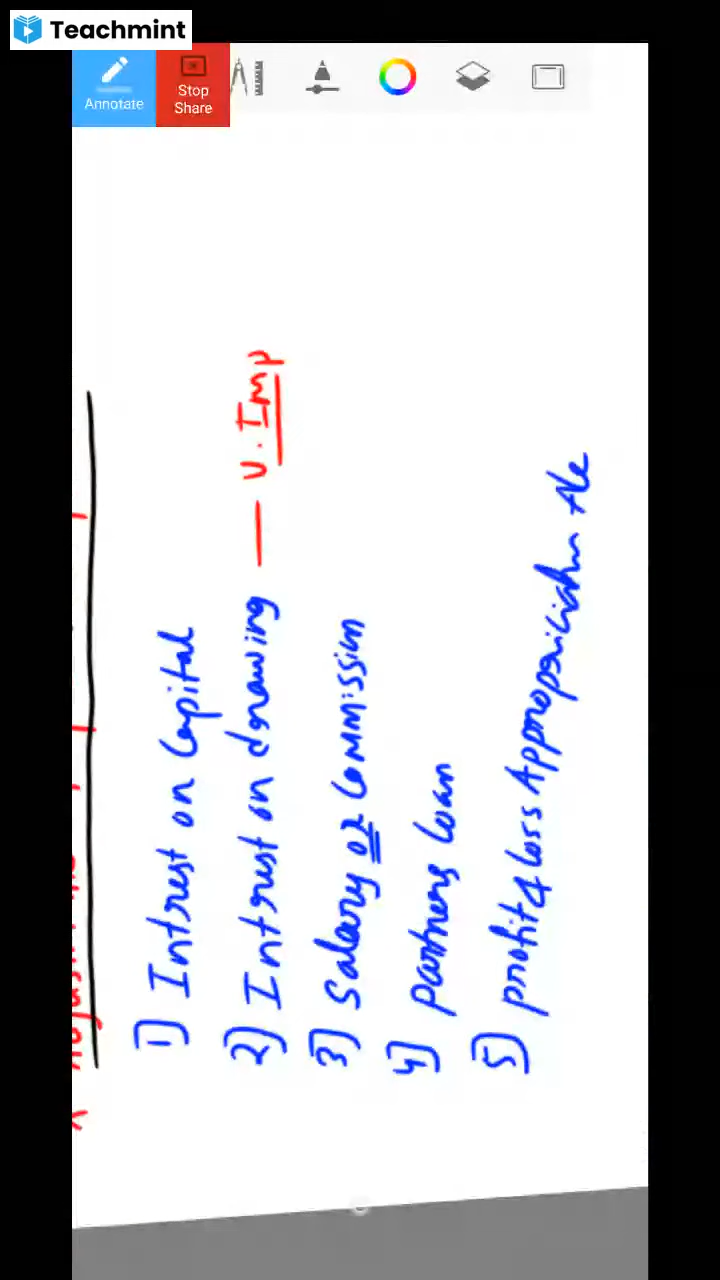 Teachmint
Annotate
Stop
Share
1) Intrest on Capital
2) Intrest on drawing — V. Imp
3) Salary or Commission
4) partners loan
5) profit & loss